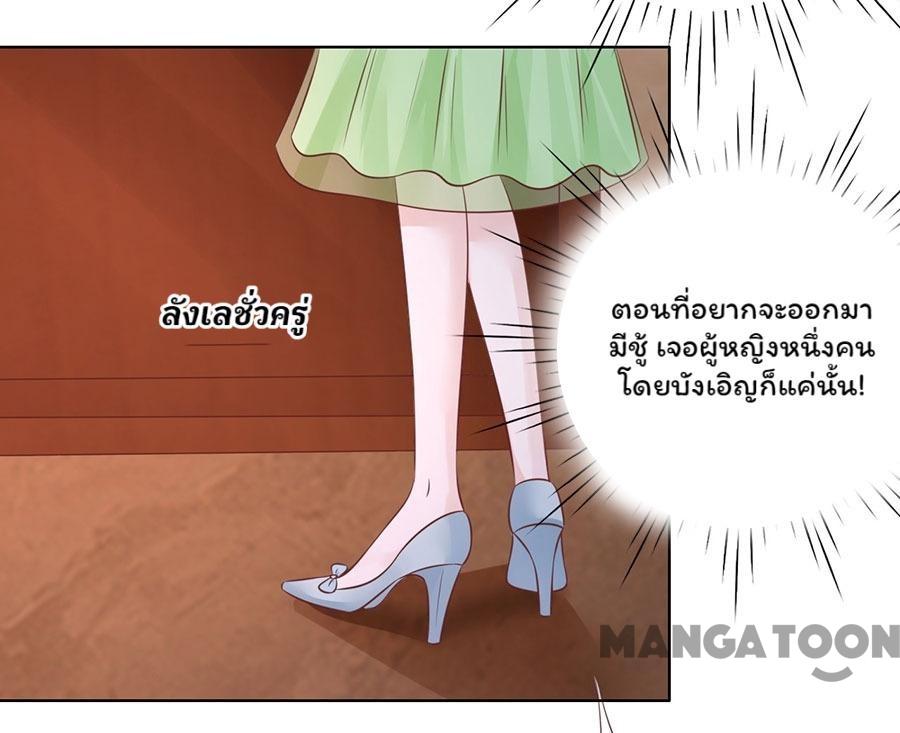 ลังเลชั่วครู่
ตอนที่อยากจะออกมา
มีชู้ เจอผู้หญิงหนึ่งคน
โดยบังเอิญก็แค่นั้น!
MANGATOON